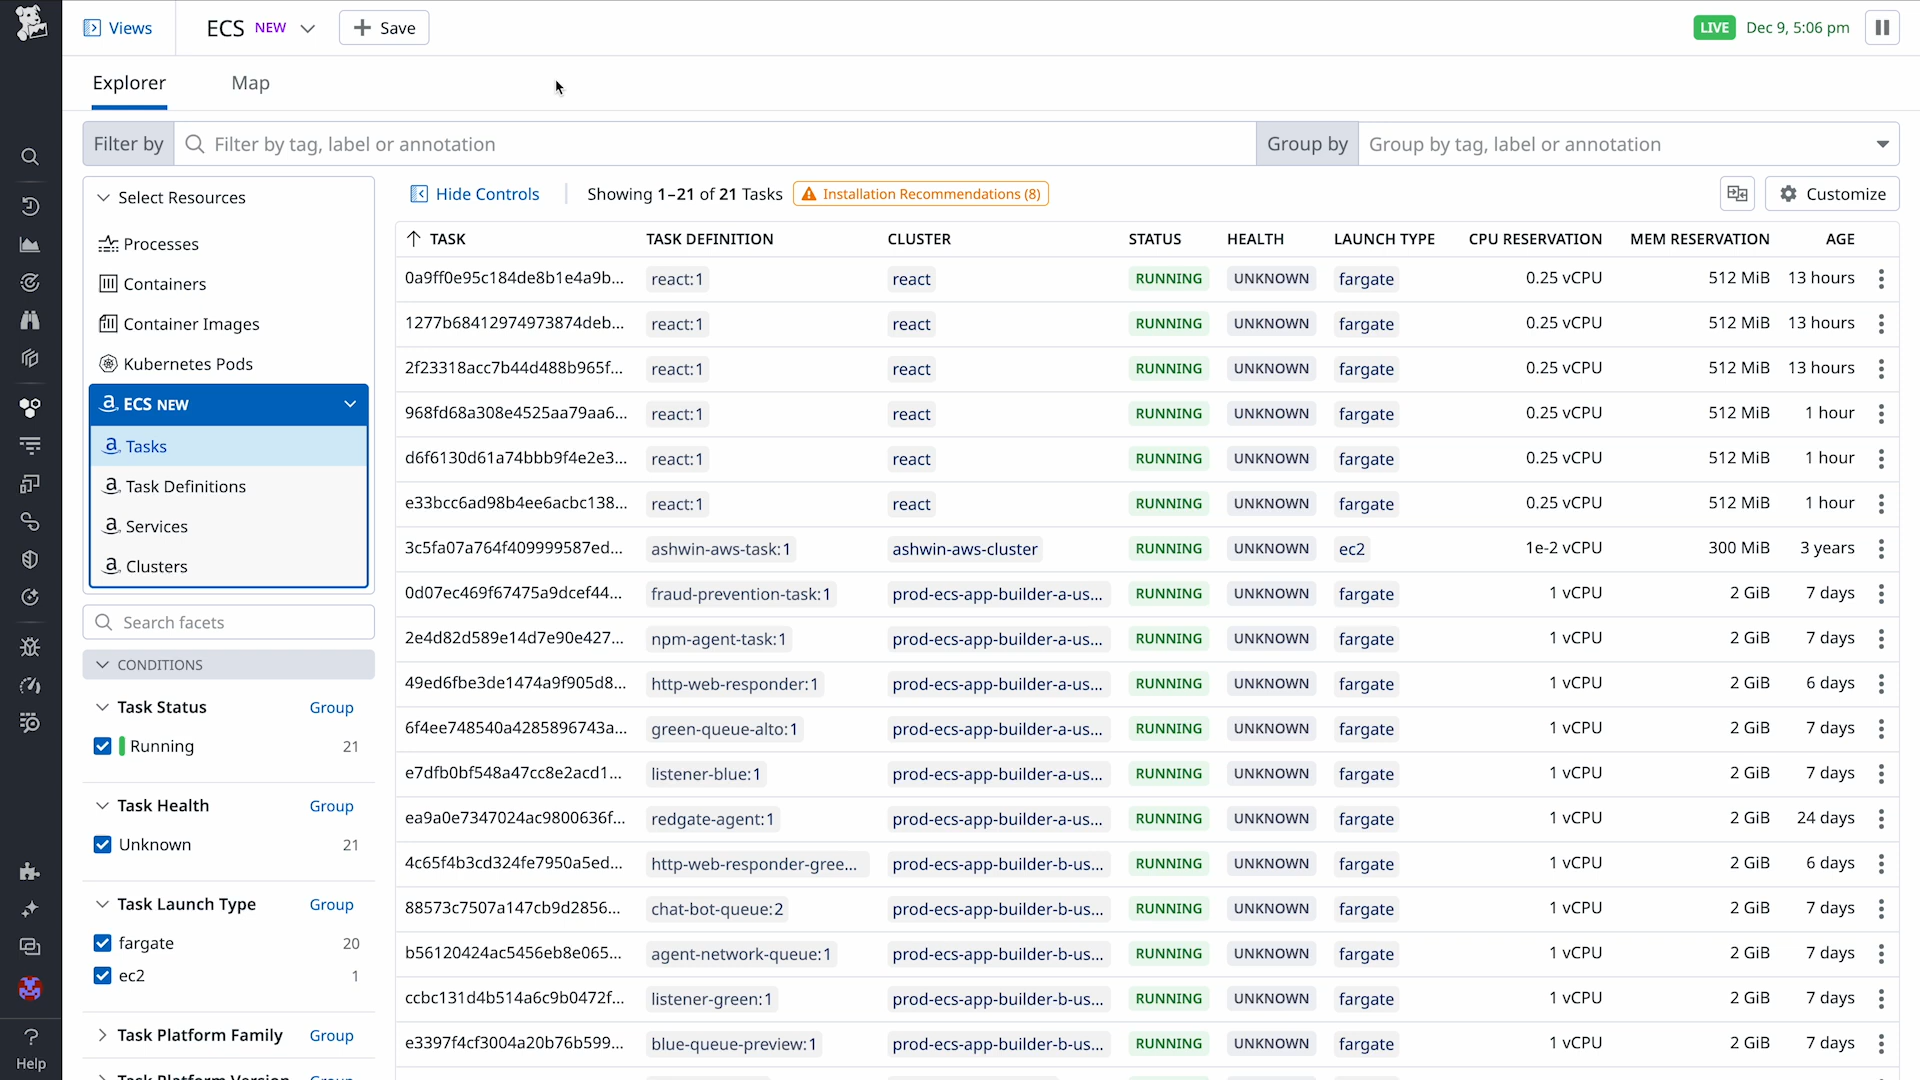 Views
ECS NEW
Save
LIVE Dec 9, 5:06 pm
Explorer Map
Filter by Filter by tag, label or annotation Group by Group by tag, label or annotation
Select Resources
Processes
Containers
Container Images
Kubernetes Pods
a ECS NEW
a Tasks
a Task Definitions
a Services
a Clusters
Search facets
CONDITIONS
Task Status Group
Running 21
Task Health Group
Unknown 21
Task Launch Type Group
fargate 20
ec2 1
Task Platform Family Group
Task Platform Version Group
Help
Hide Controls Showing 1–21 of 21 Tasks Installation Recommendations (8) Customize
TASK TASK DEFINITION CLUSTER STATUS HEALTH LAUNCH TYPE CPU RESERVATION MEM RESERVATION AGE
0a9ff0e95c184de8b1e4a9b... react:1 react RUNNING UNKNOWN fargate 0.25 vCPU 512 MiB 13 hours
1277b68412974973874deb... react:1 react RUNNING UNKNOWN fargate 0.25 vCPU 512 MiB 13 hours
2f23318acc7b44d488b965f... react:1 react RUNNING UNKNOWN fargate 0.25 vCPU 512 MiB 13 hours
968fd68a308e4525aa79aa6... react:1 react RUNNING UNKNOWN fargate 0.25 vCPU 512 MiB 1 hour
d6f6130d61a74bbb9f4e2e3... react:1 react RUNNING UNKNOWN fargate 0.25 vCPU 512 MiB 1 hour
e33bcc6ad98b4ee6acbc138... react:1 react RUNNING UNKNOWN fargate 0.25 vCPU 512 MiB 1 hour
3c5fa07a764f409999587ed... ashwin-aws-task:1 ashwin-aws-cluster RUNNING UNKNOWN ec2 1e-2 vCPU 300 MiB 3 years
0d07ec469f67475a9dcef44... fraud-prevention-task:1 prod-ecs-app-builder-a-us... RUNNING UNKNOWN fargate 1 vCPU 2 GiB 7 days
2e4d82d589e14d7e90e427... npm-agent-task:1 prod-ecs-app-builder-a-us... RUNNING UNKNOWN fargate 1 vCPU 2 GiB 7 days
49ed6fbe3de1474a9f905d8... http-web-responder:1 prod-ecs-app-builder-a-us... RUNNING UNKNOWN fargate 1 vCPU 2 GiB 6 days
6f4ee748540a4285896743a... green-queue-alto:1 prod-ecs-app-builder-a-us... RUNNING UNKNOWN fargate 1 vCPU 2 GiB 7 days
e7dfb0bf548a47cc8e2acd1... listener-blue:1 prod-ecs-app-builder-a-us... RUNNING UNKNOWN fargate 1 vCPU 2 GiB 7 days
ea9a0e7347024ac9800636f... redgate-agent:1 prod-ecs-app-builder-a-us... RUNNING UNKNOWN fargate 1 vCPU 2 GiB 24 days
4c65f4b3cd324fe7950a5ed... http-web-responder-gree... prod-ecs-app-builder-b-us... RUNNING UNKNOWN fargate 1 vCPU 2 GiB 6 days
88573c7507a147cb9d2856... chat-bot-queue:2 prod-ecs-app-builder-b-us... RUNNING UNKNOWN fargate 1 vCPU 2 GiB 7 days
b56120424ac5456eb8e065... agent-network-queue:1 prod-ecs-app-builder-b-us... RUNNING UNKNOWN fargate 1 vCPU 2 GiB 7 days
ccbc131d4b514a6c9b0472f... listener-green:1 prod-ecs-app-builder-b-us... RUNNING UNKNOWN fargate 1 vCPU 2 GiB 7 days
e3397f4cf3004a20b76b599... blue-queue-preview:1 prod-ecs-app-builder-b-us... RUNNING UNKNOWN fargate 1 vCPU 2 GiB 7 days